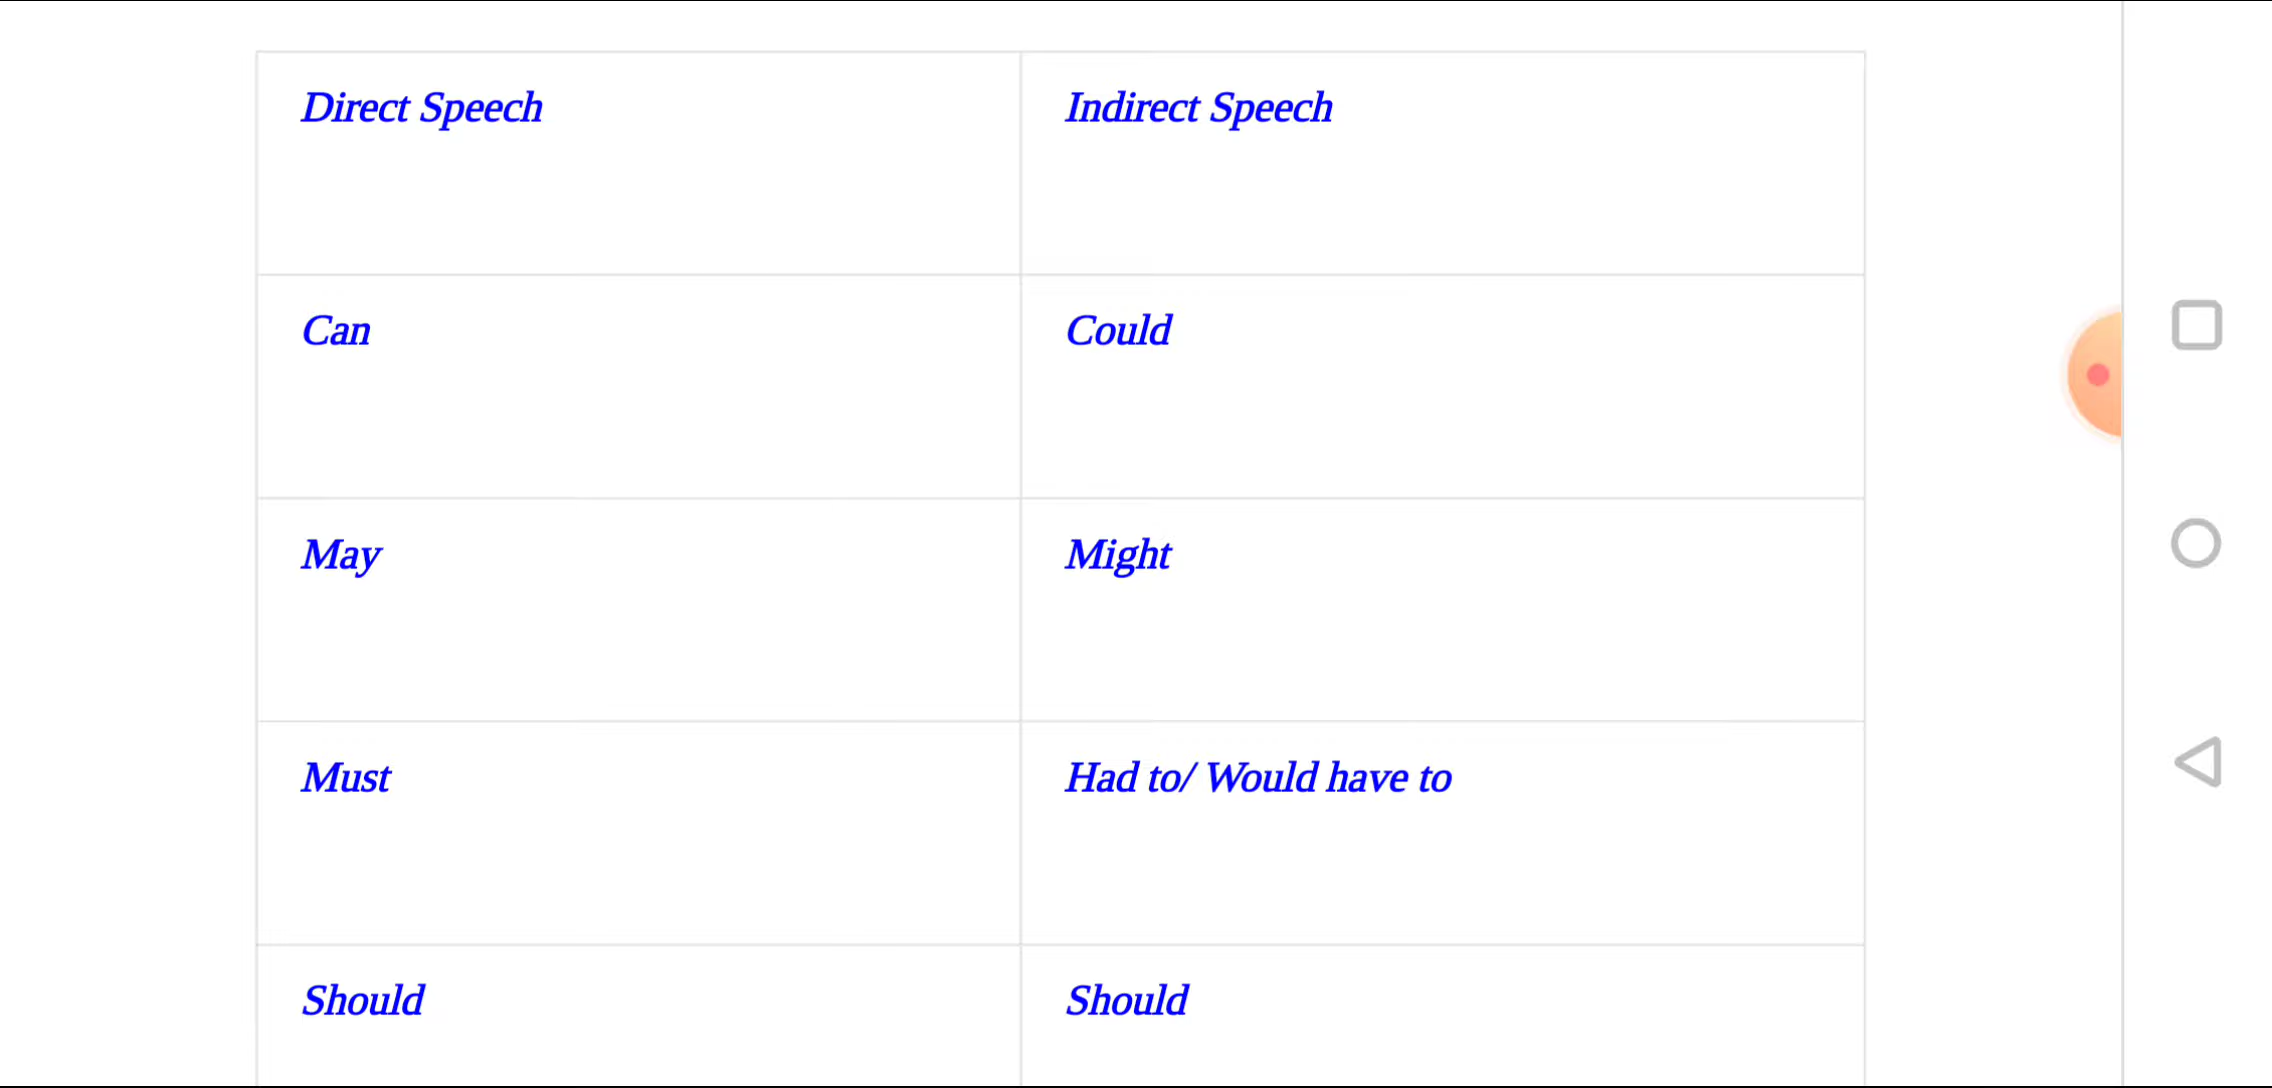 Direct Speech Indirect Speech
Can Could
May Might
Must Had to/ Would have to
Should Should